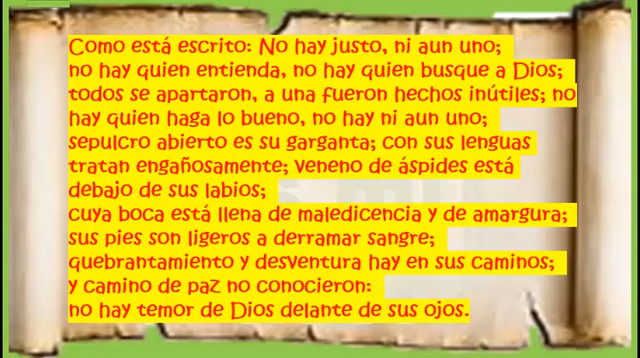 Como está escrito: No hay justo, ni aun uno;
no hay quien entienda, no hay quien busque a Dios;
todos se apartaron, a una fueron hechos inútiles; no
hay quien haga lo bueno, no hay ni aun uno;
sepulcro abierto es su garganta; con sus lenguas
tratan engañosamente; veneno de áspides está
debajo de sus labios;
cuya boca está llena de maledicencia y de amargura;
sus pies son ligeros a derramar sangre;
quebrantamiento y desventura hay en sus caminos;
y camino de paz no conocieron:
no hay temor de Dios delante de sus ojos.